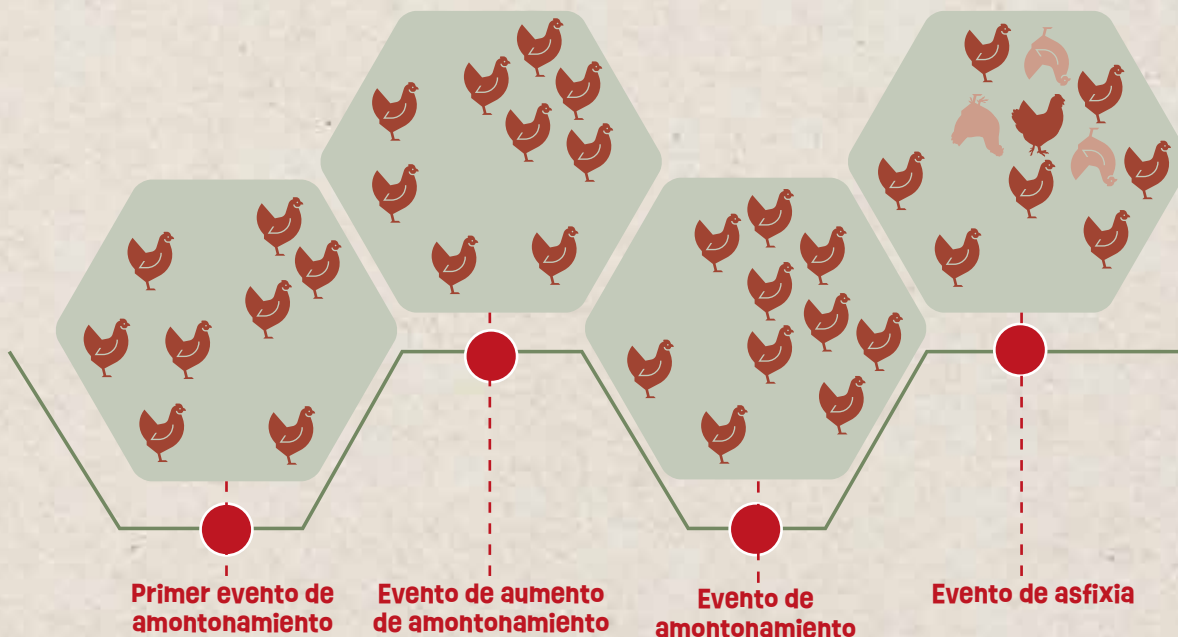 Primer evento de
amontonamiento
Evento de aumento
de amontonamiento
Evento de
amontonamiento
Evento de asfixia